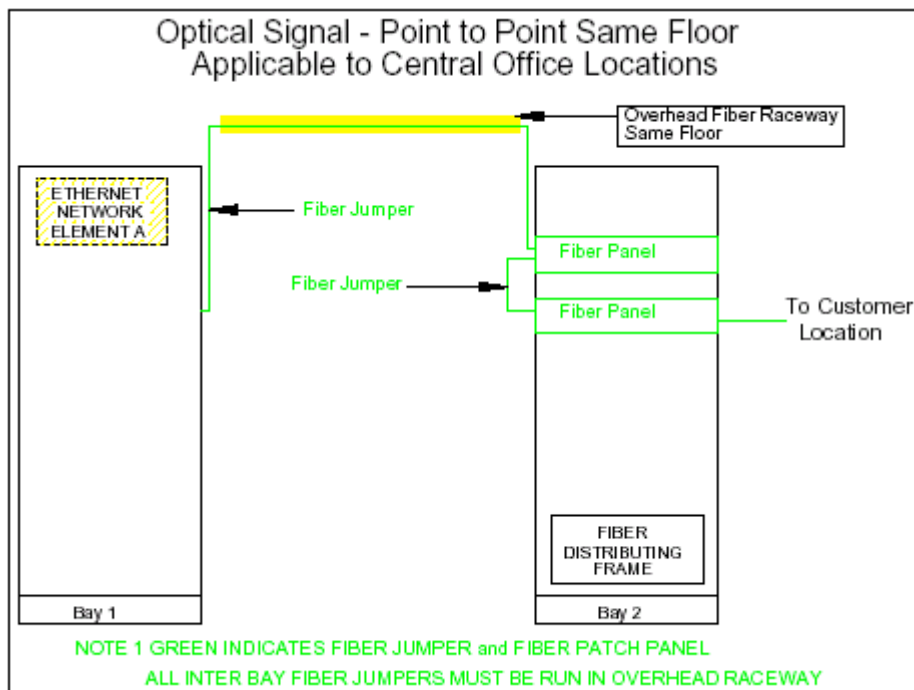 Optical Signal - Point to Point Same Floor
Applicable to Central Office Locations
Overhead Fiber Raceway
Same Floor
ETHERNET
NETWORK
ELEMENT A
Fiber Jumper
Fiber Panel
Fiber Jumper
Fiber Panel
To Customer
Location
FIBER
DISTRIBUTING
FRAME
Bay 1
Bay 2
NOTE 1 GREEN INDICATES FIBER JUMPER and FIBER PATCH PANEL
ALL INTER BAY FIBER JUMPERS MUST BE RUN IN OVERHEAD RACEWAY